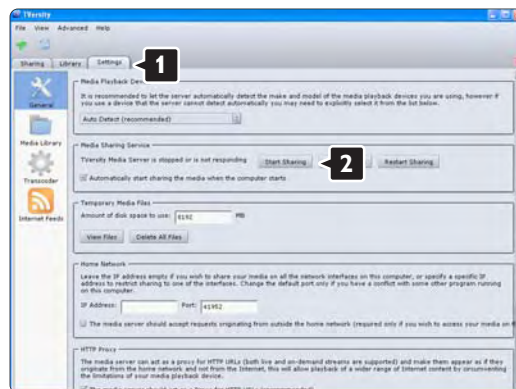 TVersity
File View Advanced Help
Sharing Library Settings
1
General
Media Library
Transcoder
Internet Feeds
Media Playback Device
It is recommended to let the server automatically detect the make and model of the media playback devices you are using, however if
you use a device that the server cannot detect automatically you may need to explicitly select it from the list below.
Auto Detect (recommended)
Media Sharing Service
TVersity Media Server is stopped or is not responding Start Sharing 2 Restart Sharing
Automatically start sharing the media when the computer starts
Temporary Media Files
Amount of disk space to use: 8192 MB
View Files Delete All Files
Home Network
Leave the IP address empty if you wish to share your media on all the network interfaces on this computer, or specify a specific IP
address to restrict sharing to one of the interfaces. Change the default port only if you have a conflict with some other program running
on this computer.
IP Address: Port: 41952
The media server should accept requests originating from outside the home network (required only if you wish to access your media on
HTTP Proxy
The media server can act as a proxy for HTTP URLs (both live and on-demand streams are supported) and make them appear as if they
originate from the home network and not from the Internet, this will allow playback of a wider range of Internet content by circumventing
the limitations of your media playback device.